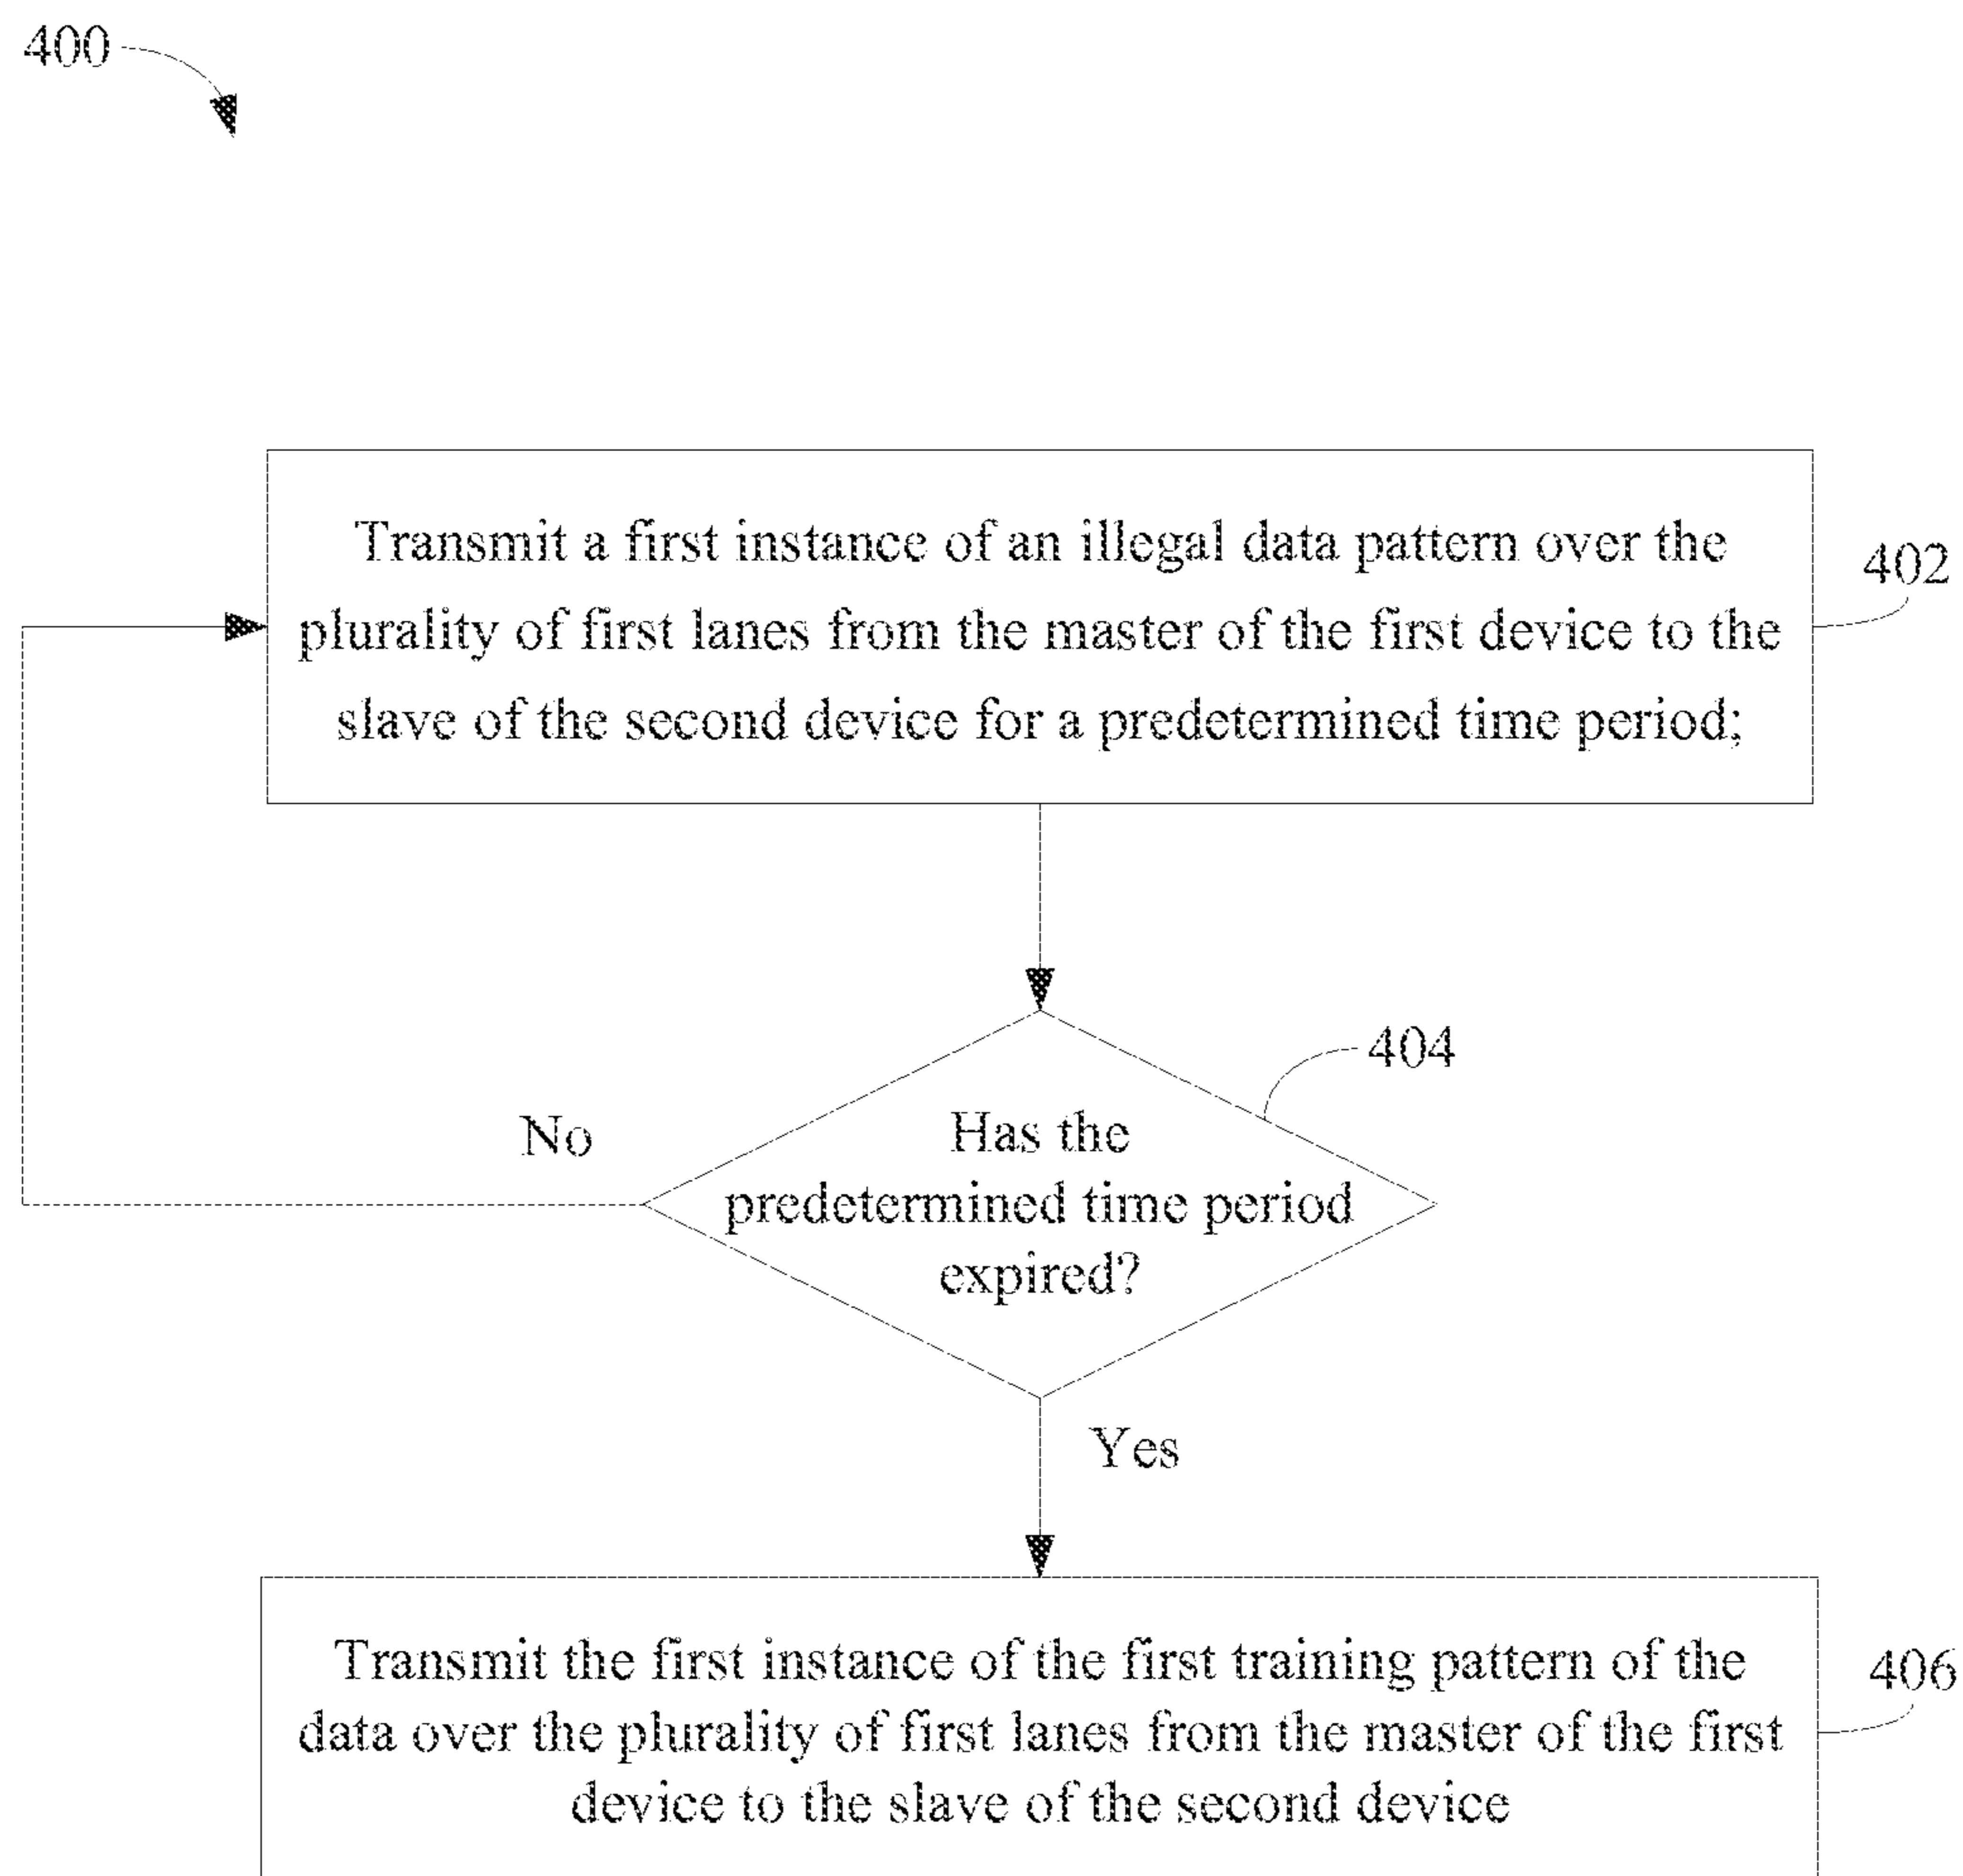 400
Transmit a first instance of an illegal data pattern over the
plurality of first lanes from the master of the first device to the
slave of the second device for a predetermined time period;
402
404
Has the
predetermined time period
expired?
No
Yes
Transmit the first instance of the first training pattern of the
data over the plurality of first lanes from the master of the first
device to the slave of the second device
406